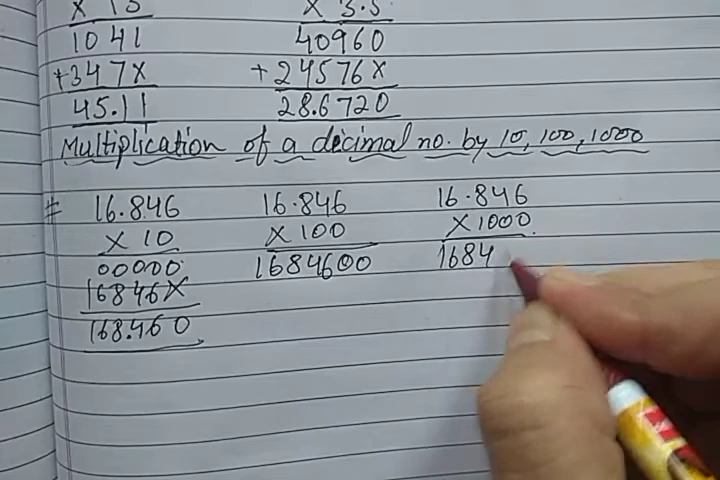 x 13 x 3.5
1041 40960
+347x +24576x
45.11 28.6720
Multiplication of a decimal no. by 10, 100, 1000
# 16.846 16.846 16.846
x 10 x 100 x 1000
00000 1684600 1684
16846x
168.460